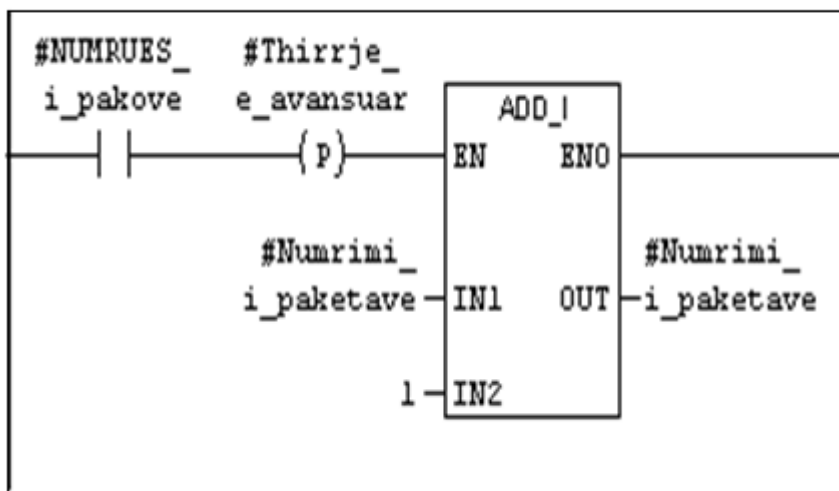 #NUMRUES_
i_pakove
#Thirrje_
e_avansuar
ADD_I
(P)
EN
ENO
#Numrimi_
i_paketave
IN1
OUT
#Numrimi_
i_paketave
1
IN2